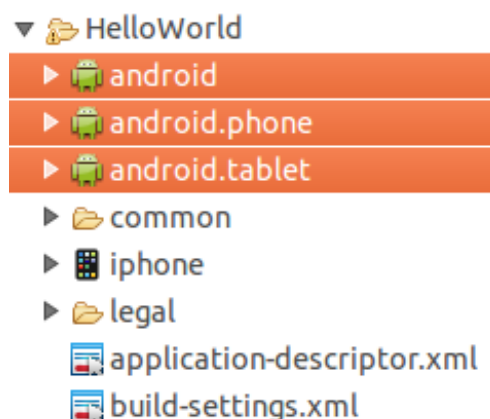 HelloWorld
android
android.phone
android.tablet
common
iphone
legal
application-descriptor.xml
build-settings.xml